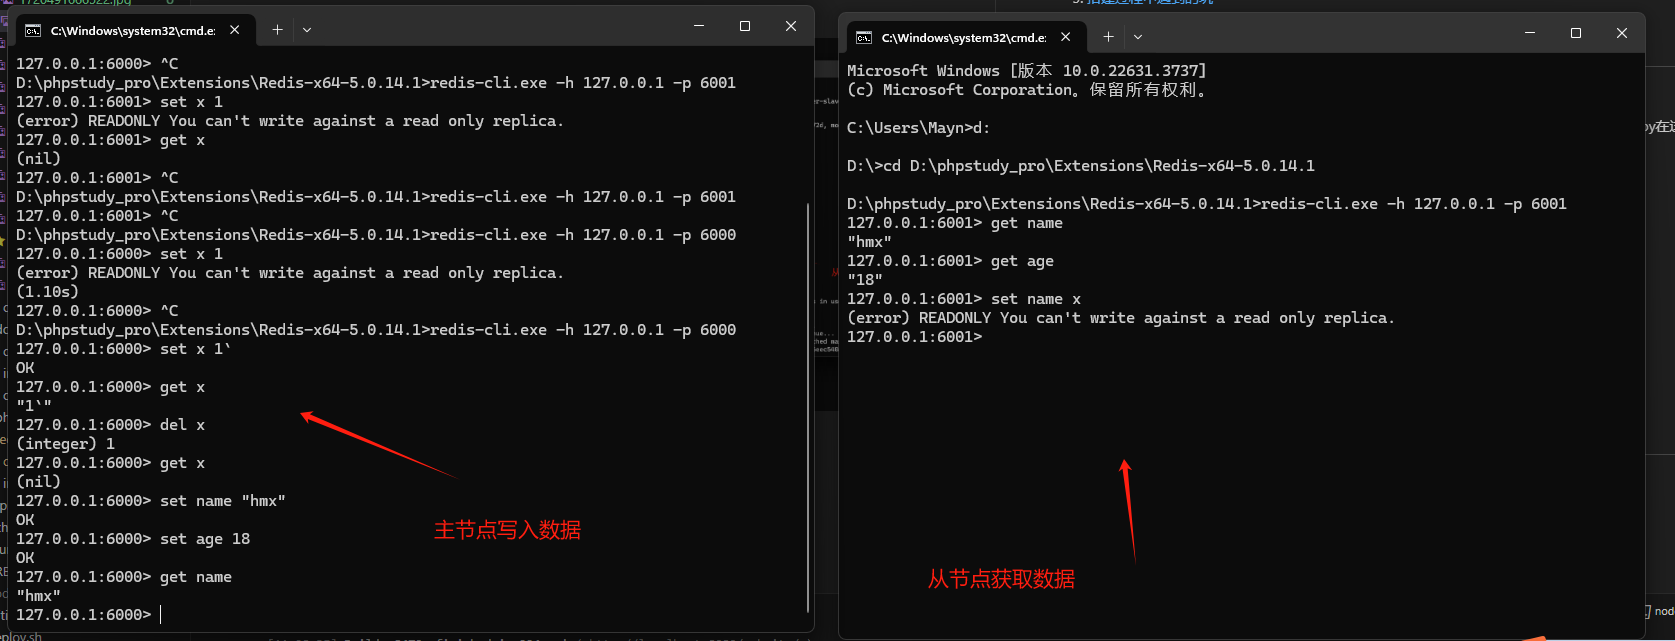 1720491666522.jpg
C:\Windows\system32\cmd.e:
127.0.0.1:6000> ^C
D:\phpstudy_pro\Extensions\Redis-x64-5.0.14.1>redis-cli.exe -h 127.0.0.1 -p 6001
127.0.0.1:6001> set x 1
(error) READONLY You can't write against a read only replica.
127.0.0.1:6001> get x
(nil)
127.0.0.1:6001> ^C
D:\phpstudy_pro\Extensions\Redis-x64-5.0.14.1>redis-cli.exe -h 127.0.0.1 -p 6001
127.0.0.1:6001> ^C
D:\phpstudy_pro\Extensions\Redis-x64-5.0.14.1>redis-cli.exe -h 127.0.0.1 -p 6000
127.0.0.1:6000> set x 1
(error) READONLY You can't write against a read only replica.
(1.10s)
127.0.0.1:6000> ^C
D:\phpstudy_pro\Extensions\Redis-x64-5.0.14.1>redis-cli.exe -h 127.0.0.1 -p 6000
127.0.0.1:6000> set x 1`
OK
127.0.0.1:6000> get x
"1`"
127.0.0.1:6000> del x
(integer) 1
127.0.0.1:6000> get x
(nil)
127.0.0.1:6000> set name "hmx"
OK
127.0.0.1:6000> set age 18
OK
127.0.0.1:6000> get name
"hmx"
127.0.0.1:6000>
主节点写入数据
C:\Windows\system32\cmd.e:
Microsoft Windows [版本 10.0.22631.3737]
(c) Microsoft Corporation。保留所有权利。
C:\Users\Mayn>d:
D:\>cd D:\phpstudy_pro\Extensions\Redis-x64-5.0.14.1
D:\phpstudy_pro\Extensions\Redis-x64-5.0.14.1>redis-cli.exe -h 127.0.0.1 -p 6001
127.0.0.1:6001> get name
"hmx"
127.0.0.1:6001> get age
"18"
127.0.0.1:6001> set name x
(error) READONLY You can't write against a read only replica.
127.0.0.1:6001>
从节点获取数据
node
eploy.sh